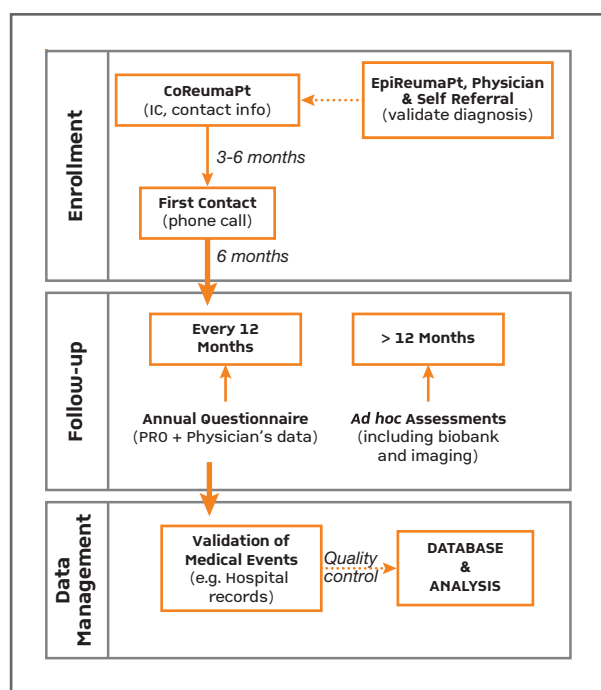 Enrollment
CoReumaPt
(IC, contact info)
EpiReumaPt, Physician
& Self Referral
(validate diagnosis)
3-6 months
First Contact
(phone call)
6 months
Follow-up
Every 12
Months
> 12 Months
Annual Questionnaire
(PRO + Physician's data)
Ad hoc Assessments
(including biobank
and imaging)
Data
Management
Validation of
Medical Events
(e.g. Hospital
records)
Quality
control
DATABASE
&
ANALYSIS